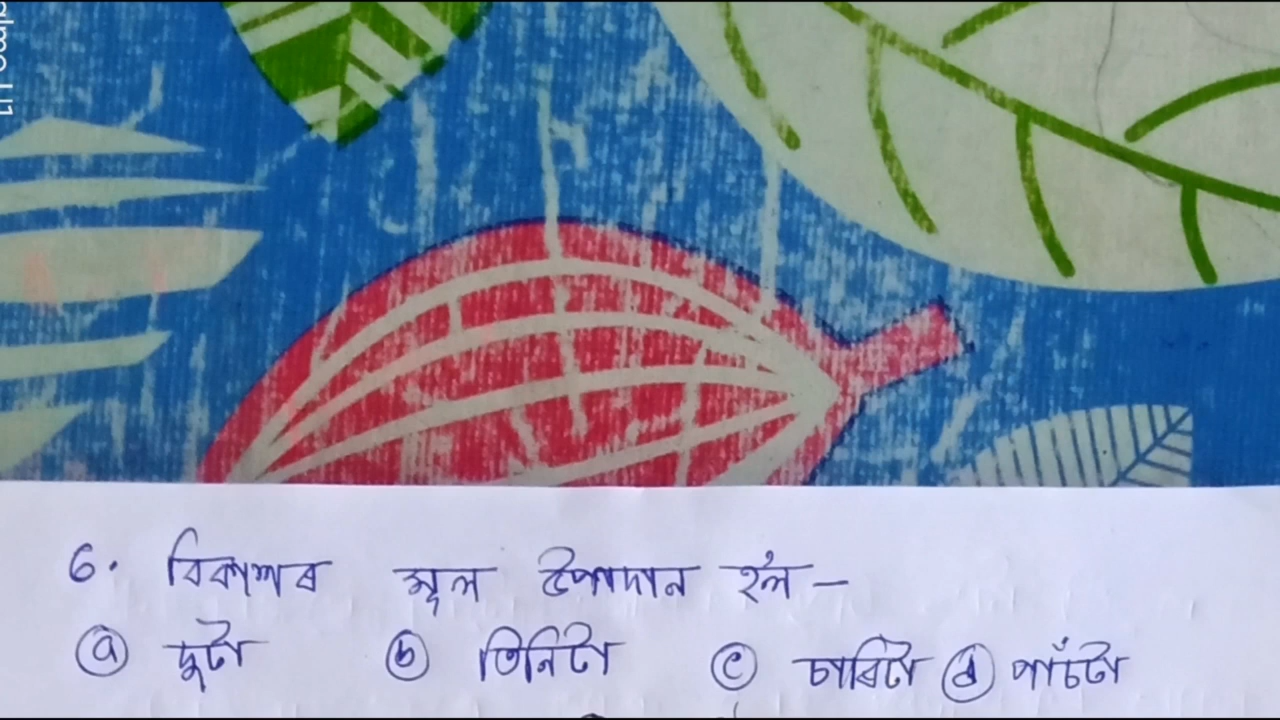 6. বিকাশৰ মূল উপাদান হ'ল –
ⓐ দুটা ⓑ তিনিটা ⓒ চাৰিটা ⓓ পাঁচটা